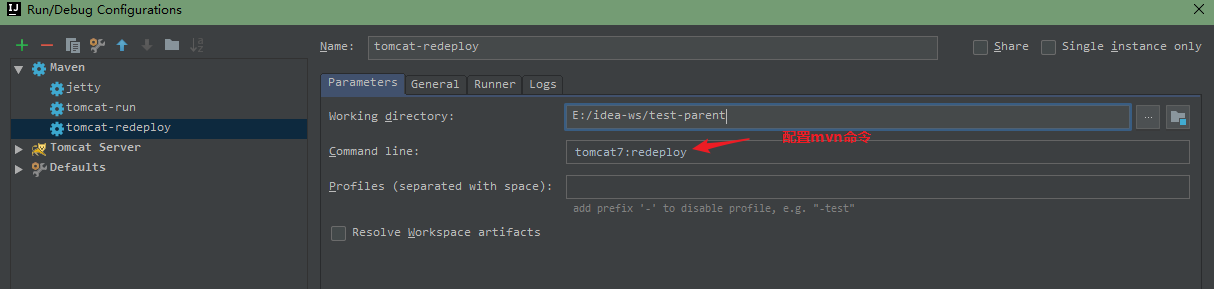 Run/Debug Configurations
Name: tomcat-redeploy Share Single instance only
Maven
jetty
tomcat-run
tomcat-redeploy
Tomcat Server
Defaults
Parameters General Runner Logs
Working directory: E:/idea-ws/test-parent ...
配置mvn命令
Command line: tomcat7:redeploy
Profiles (separated with space):
add prefix '-' to disable profile, e.g. "-test"
Resolve Workspace artifacts